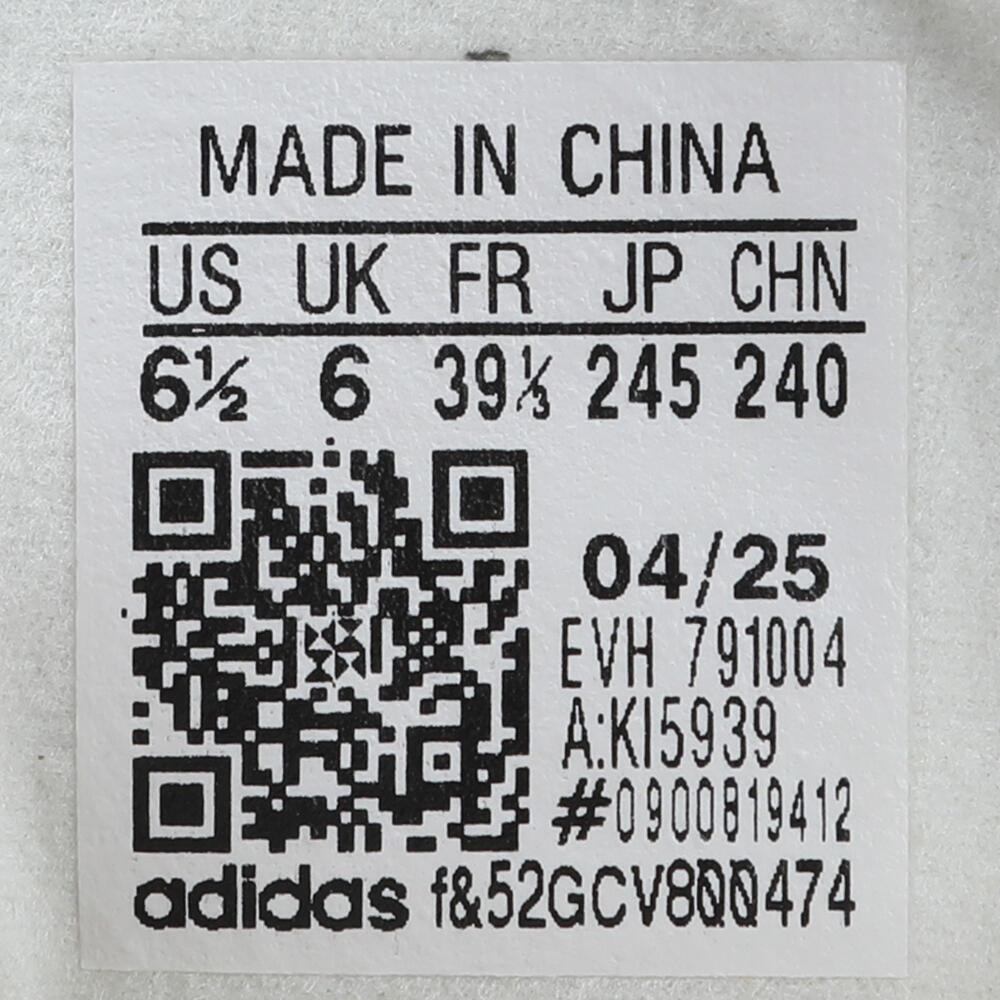 MADE IN CHINA
US UK FR JP CHN
6½ 6 39⅓ 245 240
04/25
EVH 791004
A:KI5939
#0900819412
adidas f&52GCV800474